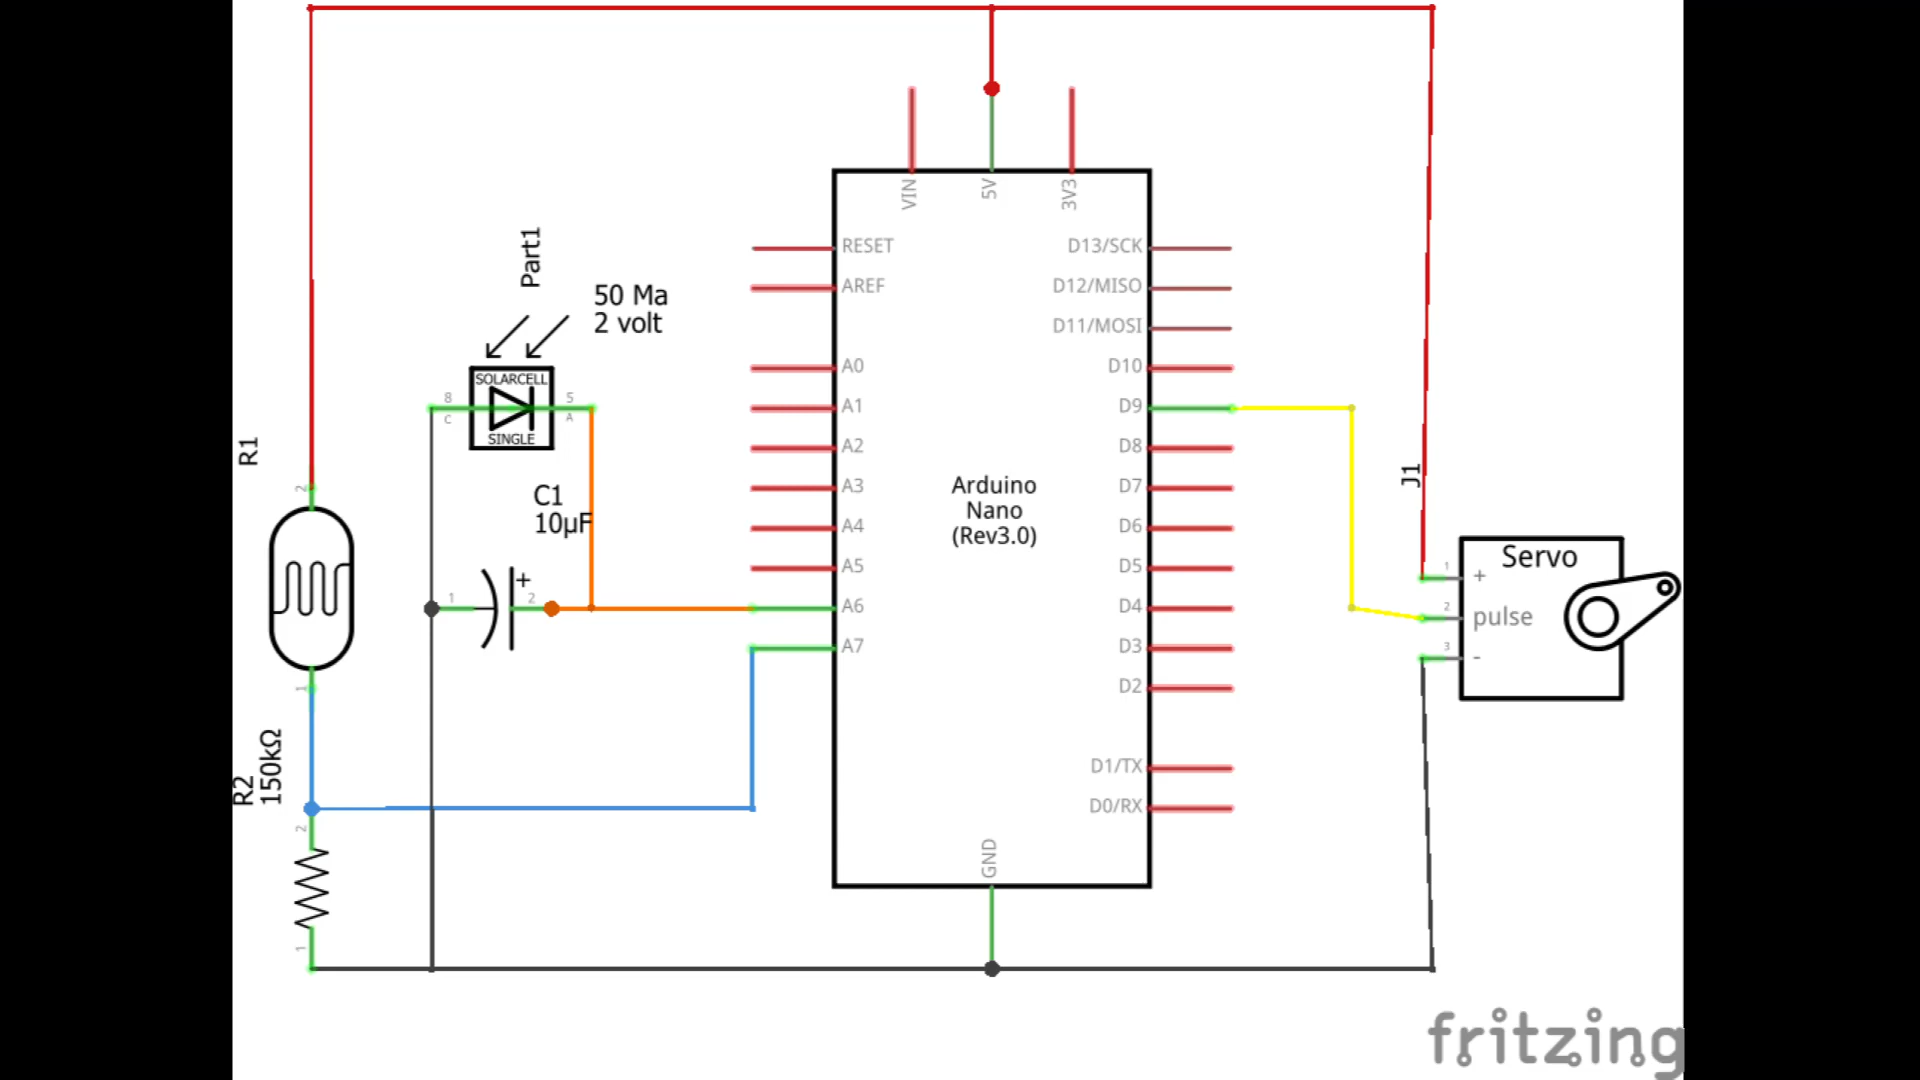 VIN
5V
3V3
RESET
AREF
A0
A1
A2
A3
A4
A5
A6
A7
D13/SCK
D12/MISO
D11/MOSI
D10
D9
D8
D7
D6
D5
D4
D3
D2
D1/TX
D0/RX
GND
Arduino
Nano
(Rev3.0)
Part1
50 Ma
2 volt
SOLARCELL
SINGLE
8
C
5
A
C1
10µF
1
2
+
R1
2
1
R2
150kΩ
2
1
J1
Servo
1
+
2
pulse
3
-
fritzing